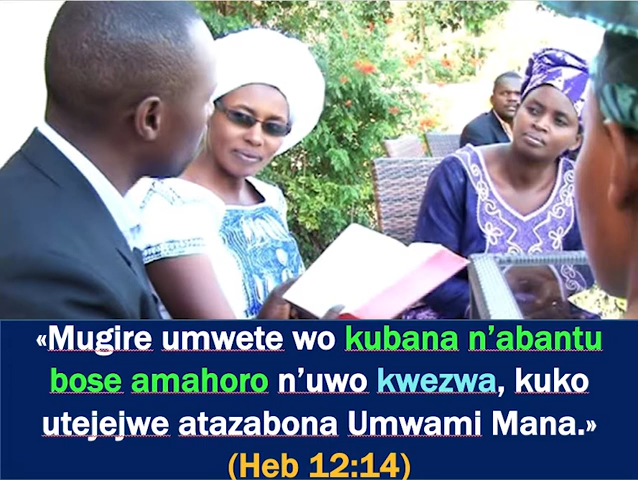 «Mugire umwete wo kubana n'abantu
bose amahoro n'uwo kwezwa, kuko
utejejwe atazabona Umwami Mana.»
(Heb 12:14)